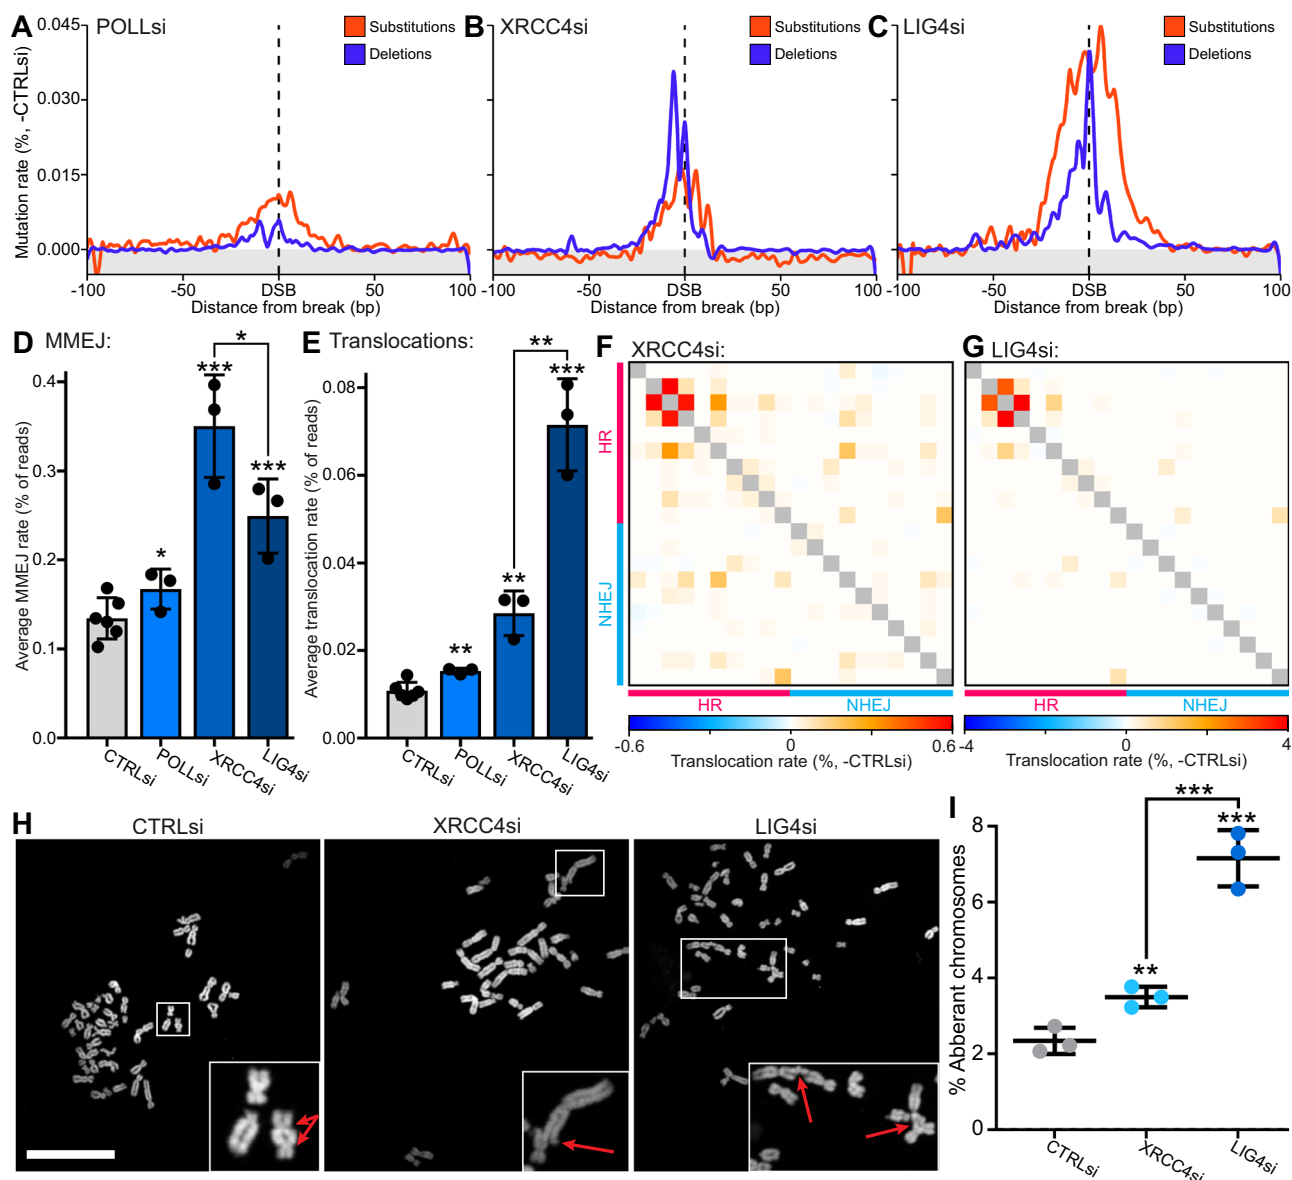 A POLLsi
Substitutions
Deletions
B XRCC4si
Substitutions
Deletions
C LIG4si
Substitutions
Deletions
Mutation rate (%, -CTRLsi)
0.045
0.030
0.015
0.000
-100 -50 DSB 50 100
Distance from break (bp)
-100 -50 DSB 50 100
Distance from break (bp)
-100 -50 DSB 50 100
Distance from break (bp)
D MMEJ:
Average MMEJ rate (% of reads)
0.4
0.3
0.2
0.1
0.0
*
***
*
***
CTRLsi
POLLsi
XRCC4si
LIG4si
E Translocations:
Average translocation rate (% of reads)
0.08
0.06
0.04
0.02
0.00
**
**
**
***
CTRLsi
POLLsi
XRCC4si
LIG4si
F XRCC4si:
HR
NHEJ
HR NHEJ
-0.6 0 0.6
Translocation rate (%, -CTRLsi)
G LIG4si:
HR NHEJ
-4 0 4
Translocation rate (%, -CTRLsi)
H CTRLsi XRCC4si LIG4si
I
% Abberant chromosomes
8
6
4
2
0
**
***
***
CTRLsi
XRCC4si
LIG4si